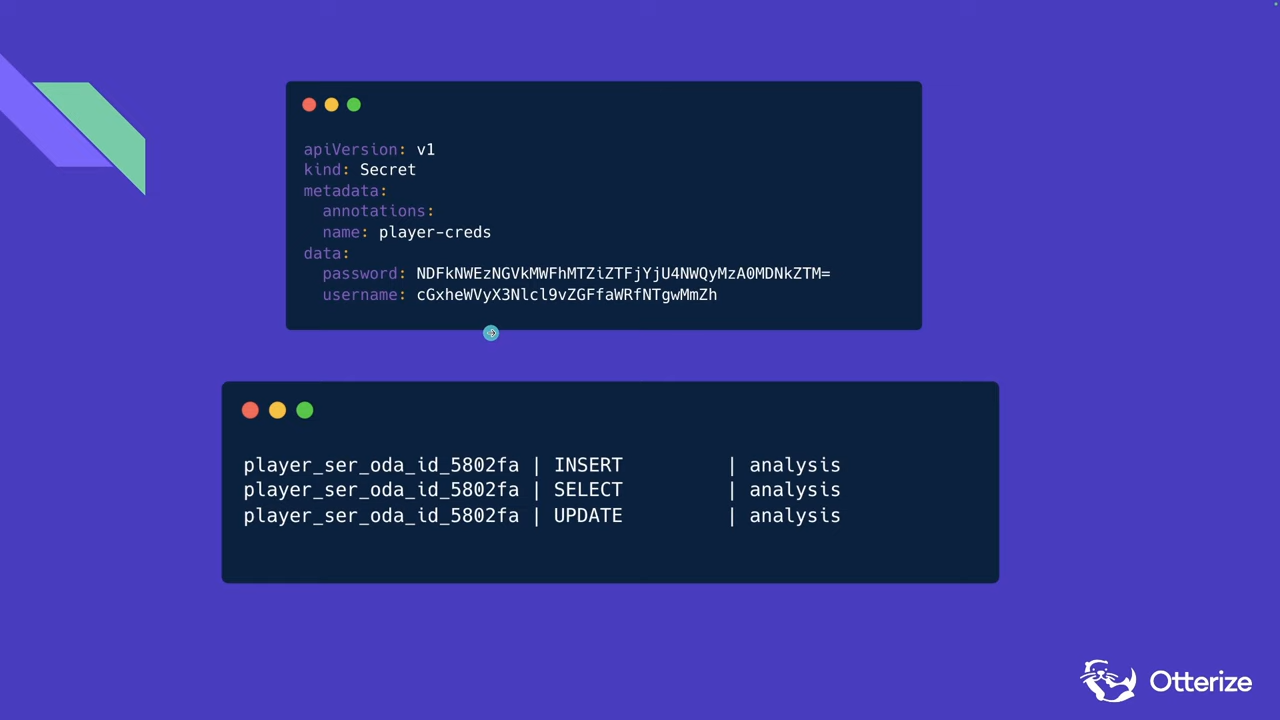 apiVersion: v1
kind: Secret
metadata:
annotations:
name: player-creds
data:
password: NDFkNWEzNGVkMWFhMTZiZTFjYjU4NWQyMzA0MDNkZTM=
username: cGxheWVyX3Nlcl9vZGFfaWRfNTgwMmZh
player_ser_oda_id_5802fa | INSERT | analysis
player_ser_oda_id_5802fa | SELECT | analysis
player_ser_oda_id_5802fa | UPDATE | analysis
Otterize